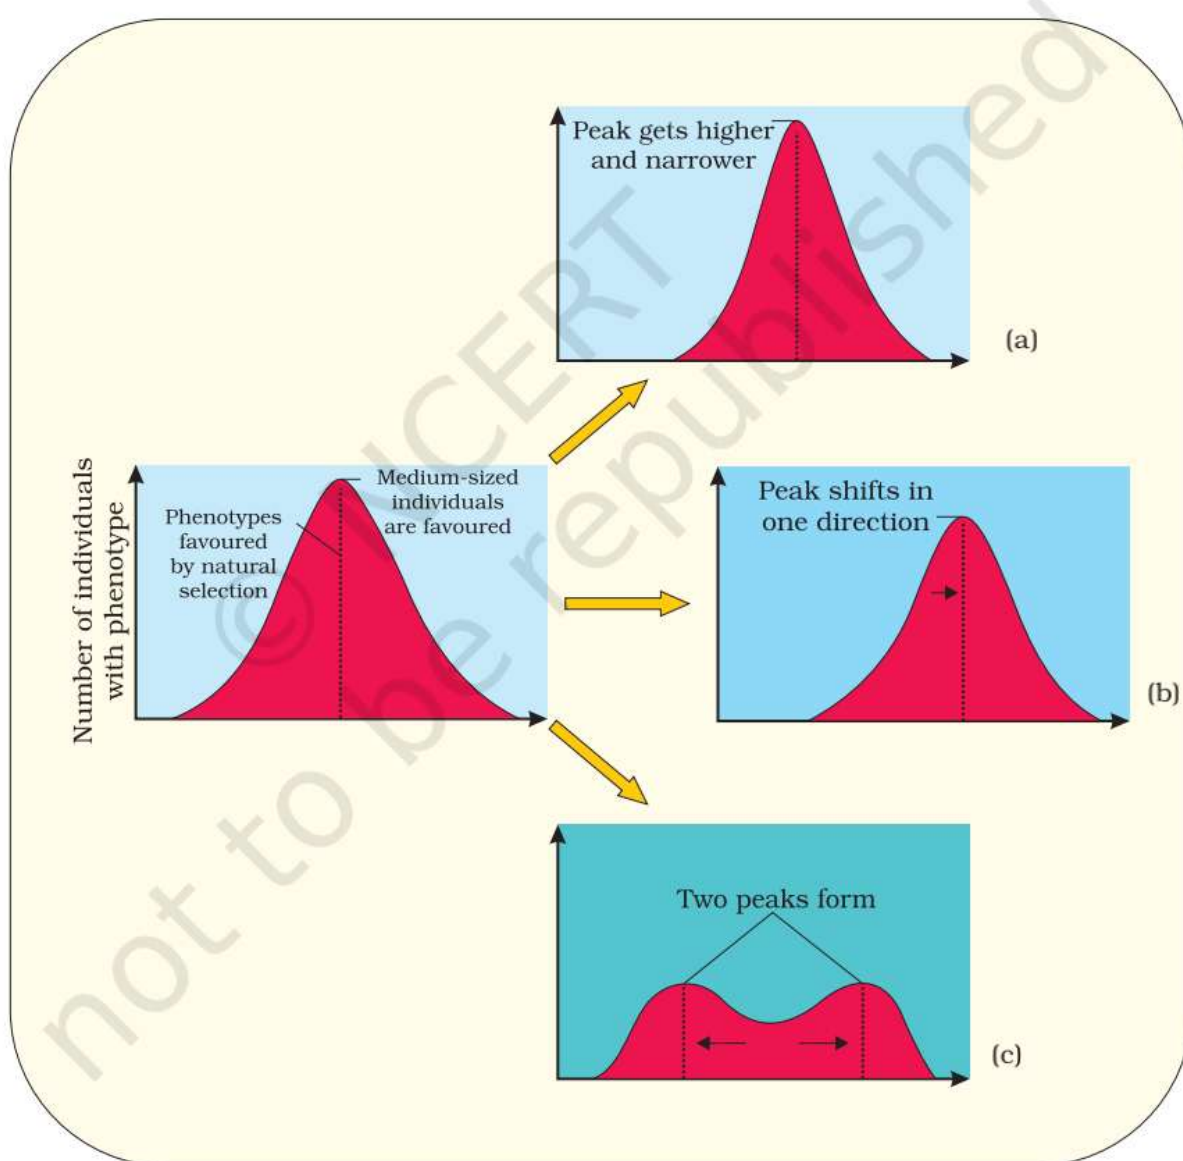 Peak gets higher
and narrower
(a)
Number of individuals
with phenotype
Phenotypes
favoured
by natural
selection
Medium-sized
individuals
are favoured
Peak shifts in
one direction
(b)
Two peaks form
(c)
© NCERT
not to be republished